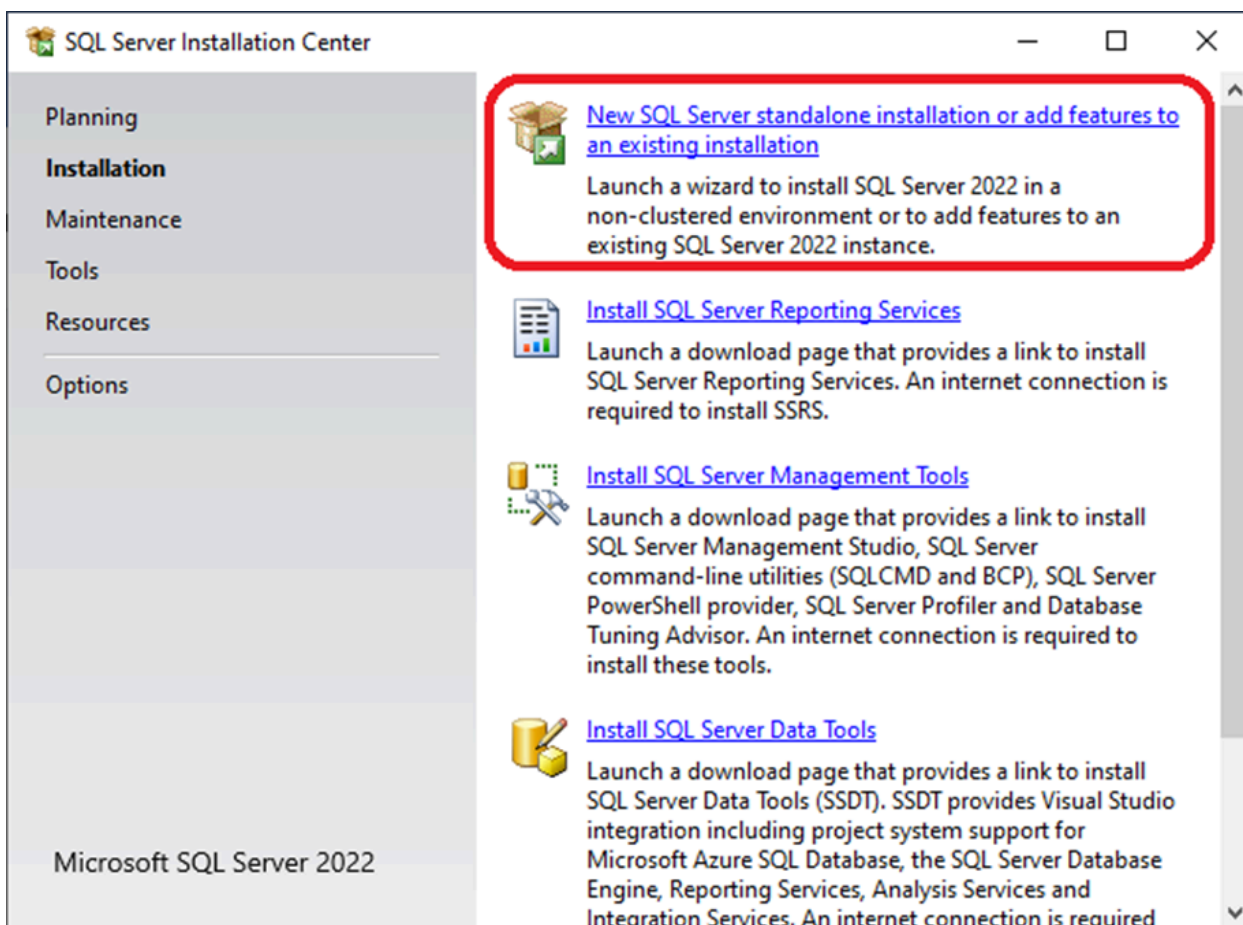 SQL Server Installation Center
Planning
Installation
Maintenance
Tools
Resources
Options
Microsoft SQL Server 2022
New SQL Server standalone installation or add features to
an existing installation
Launch a wizard to install SQL Server 2022 in a
non-clustered environment or to add features to an
existing SQL Server 2022 instance.
Install SQL Server Reporting Services
Launch a download page that provides a link to install
SQL Server Reporting Services. An internet connection is
required to install SSRS.
Install SQL Server Management Tools
Launch a download page that provides a link to install
SQL Server Management Studio, SQL Server
command-line utilities (SQLCMD and BCP), SQL Server
PowerShell provider, SQL Server Profiler and Database
Tuning Advisor. An internet connection is required to
install these tools.
Install SQL Server Data Tools
Launch a download page that provides a link to install
SQL Server Data Tools (SSDT). SSDT provides Visual Studio
integration including project system support for
Microsoft Azure SQL Database, the SQL Server Database
Engine, Reporting Services, Analysis Services and
Integration Services. An internet connection is required